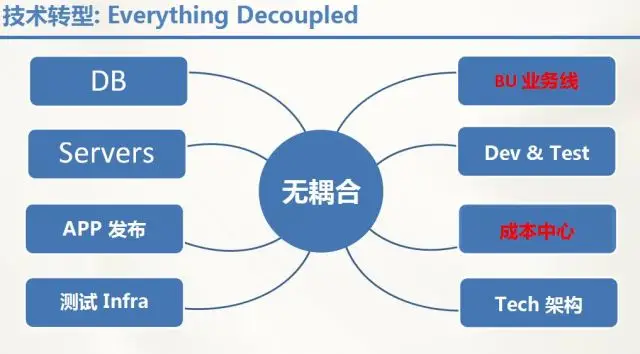 技术转型: Everything Decoupled
DB
Servers
APP 发布
测试 Infra
无耦合
BU 业务线
Dev & Test
成本中心
Tech 架构